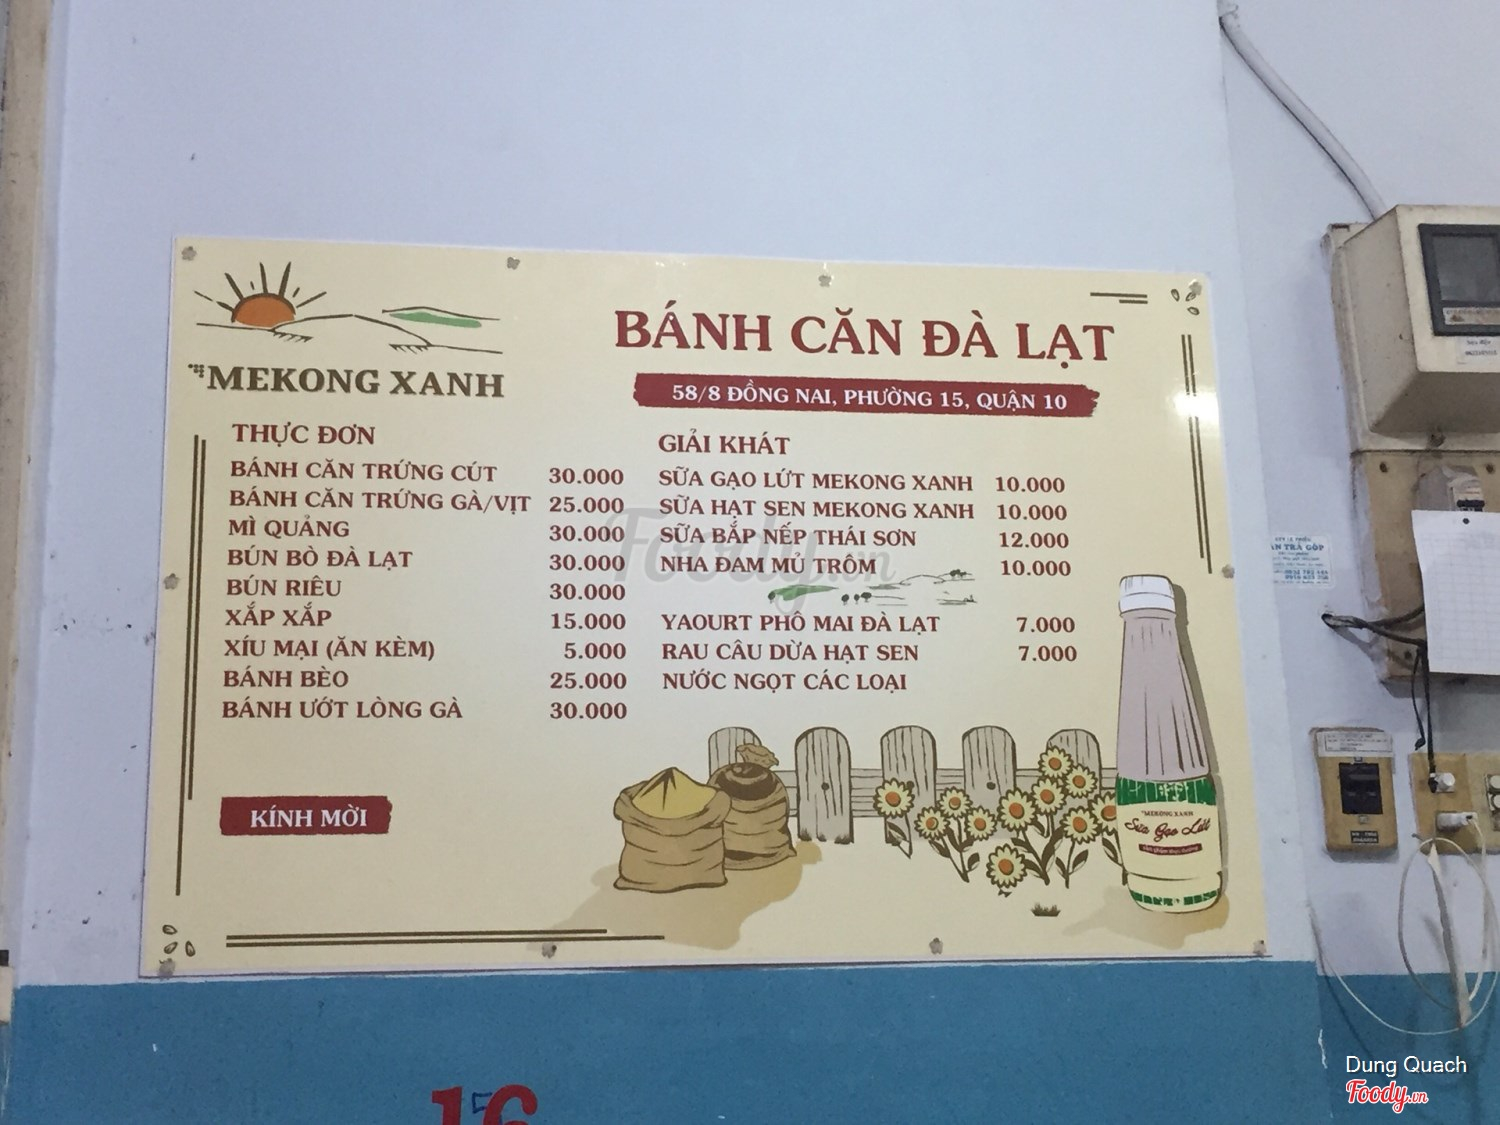 MEKONG XANH
BÁNH CĂN ĐÀ LẠT
58/8 ĐỒNG NAI, PHƯỜNG 15, QUẬN 10
THỰC ĐƠN
BÁNH CĂN TRỨNG CÚT 30.000
BÁNH CĂN TRỨNG GÀ/VỊT 25.000
MÌ QUẢNG 30.000
BÚN BÒ ĐÀ LẠT 30.000
BÚN RIÊU 30.000
XẮP XẮP 15.000
XÍU MẠI (ĂN KÈM) 5.000
BÁNH BÈO 25.000
BÁNH ƯỚT LÒNG GÀ 30.000
KÍNH MỜI
GIẢI KHÁT
SỮA GẠO LỨT MEKONG XANH 10.000
SỮA HẠT SEN MEKONG XANH 10.000
SỮA BẮP NẾP THÁI SƠN 12.000
NHA ĐAM MỦ TRÔM 10.000
YAOURT PHÔ MAI ĐÀ LẠT 7.000
RAU CÂU DỪA HẠT SEN 7.000
NƯỚC NGỌT CÁC LOẠI
MEKONG XANH
Sữa Gạo Lứt
Foody.vn
TRẢ GÓP
16
5
Dung Quach
Foody.vn